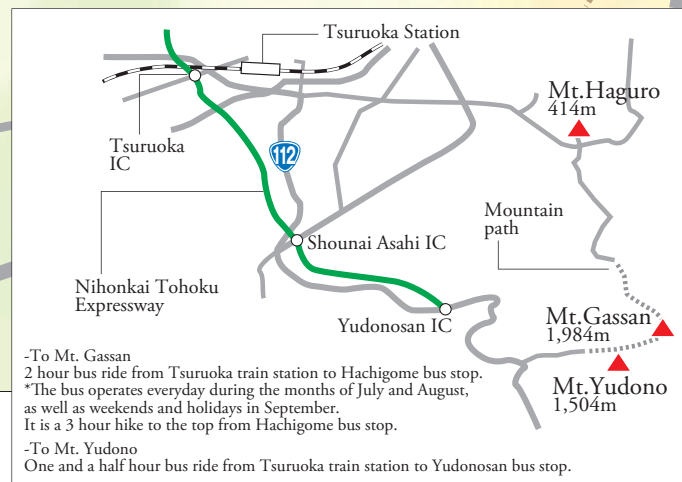 Tsuruoka Station
Mt.Haguro
414m
Tsuruoka
IC
112
Mountain
path
Shounai Asahi IC
Nihonkai Tohoku
Expressway
Mt.Gassan
1,984m
Yudonosan IC
Mt.Yudono
1,504m
-To Mt. Gassan
2 hour bus ride from Tsuruoka train station to Hachigome bus stop.
*The bus operates everyday during the months of July and August,
as well as weekends and holidays in September.
It is a 3 hour hike to the top from Hachigome bus stop.
-To Mt. Yudono
One and a half hour bus ride from Tsuruoka train station to Yudonosan bus stop.